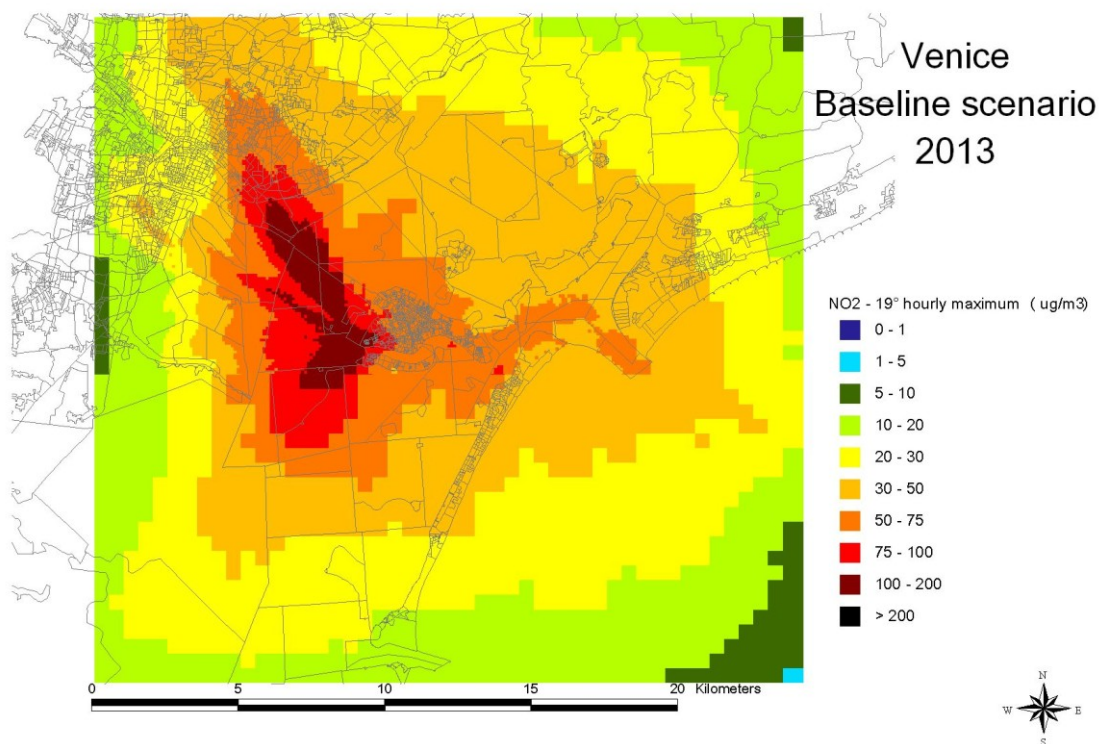 Venice
Baseline scenario
2013
NO2 - 19° hourly maximum ( ug/m3)
0 - 1
1 - 5
5 - 10
10 - 20
20 - 30
30 - 50
50 - 75
75 - 100
100 - 200
> 200
0 5 10 15 20 Kilometers
N
W E
S